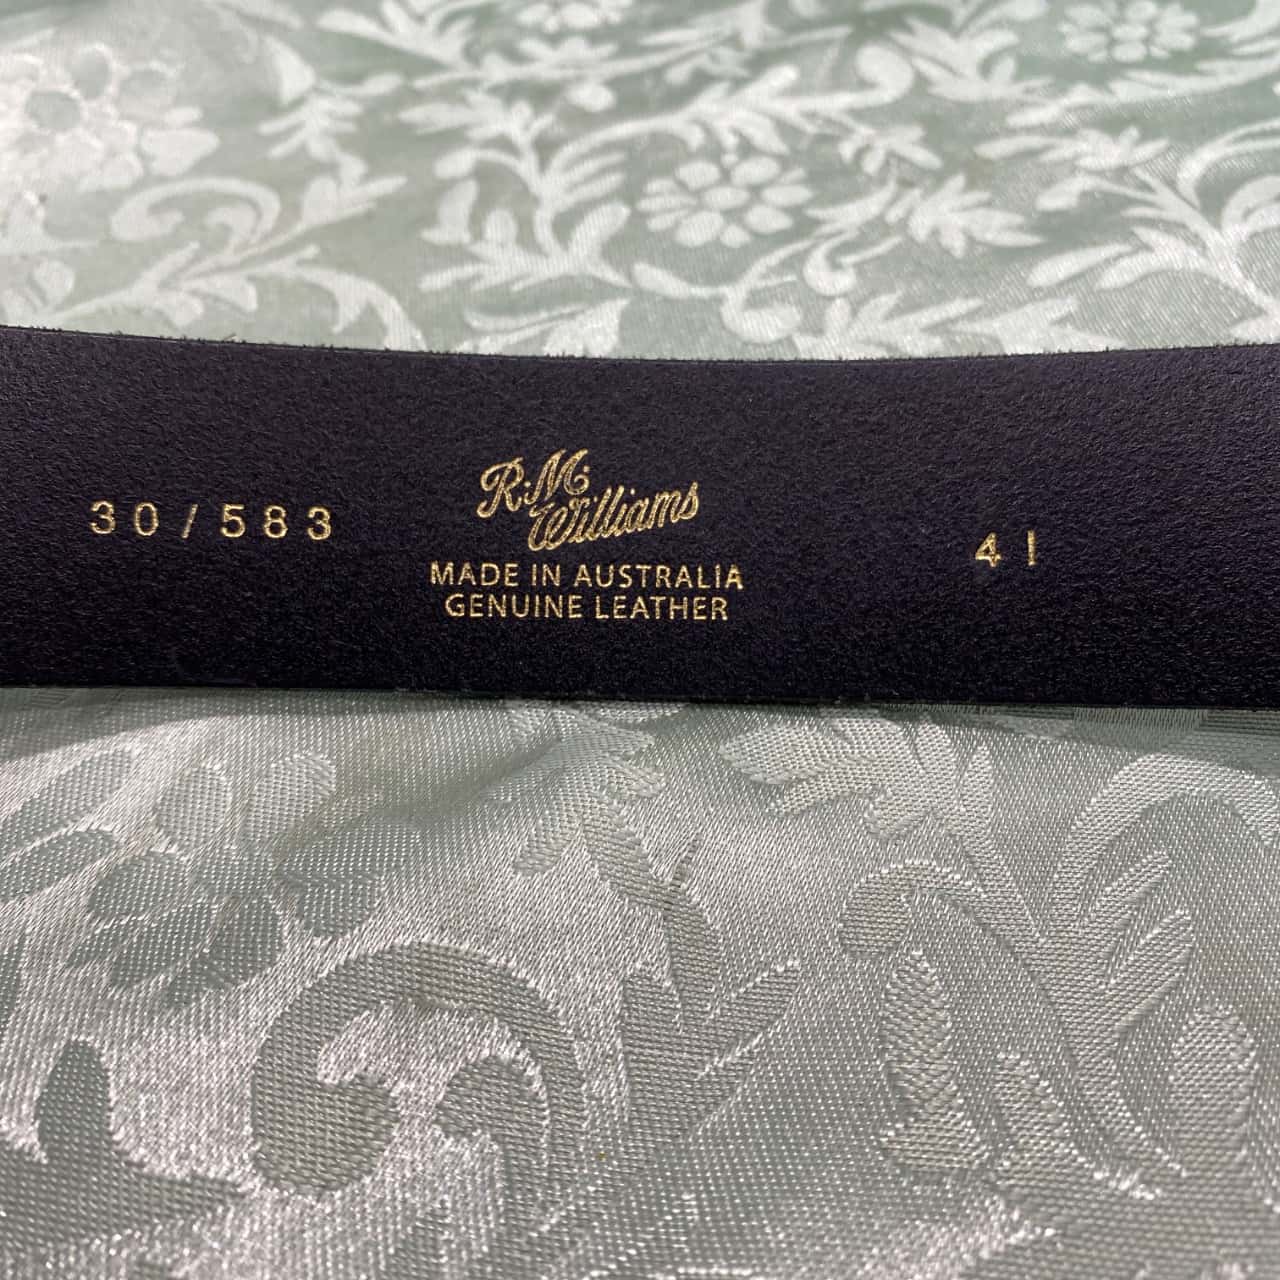 R.M.
Williams
MADE IN AUSTRALIA
GENUINE LEATHER
30/583
41